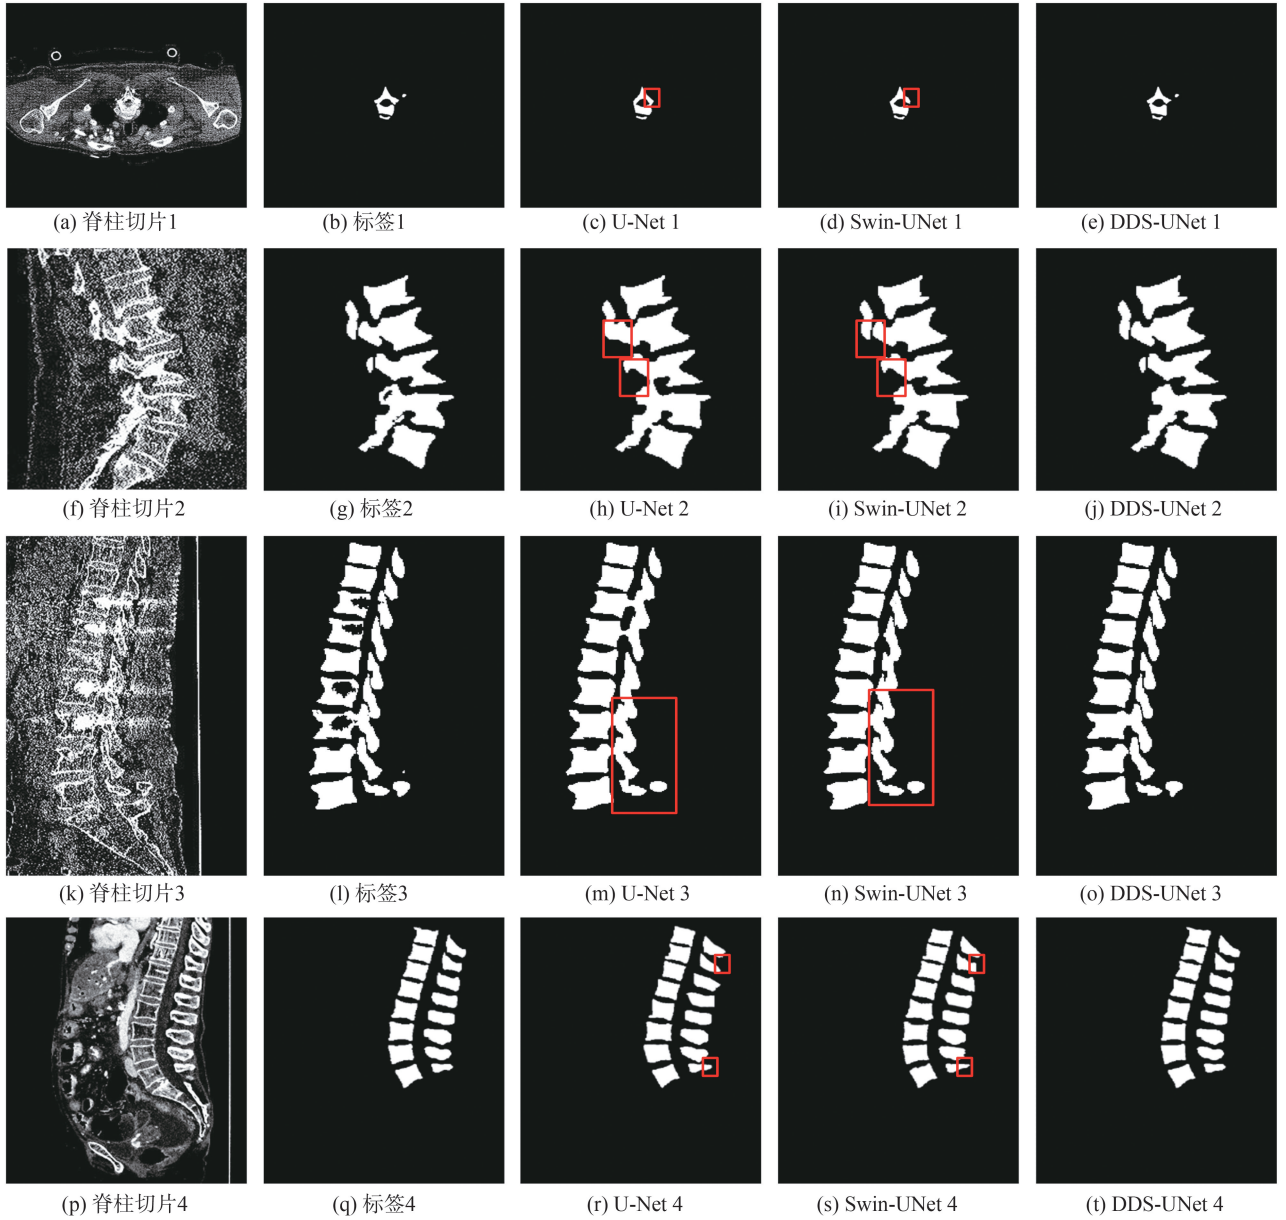 (a) 脊柱切片1
(b) 标签1
(c) U-Net 1
(d) Swin-UNet 1
(e) DDS-UNet 1
(f) 脊柱切片2
(g) 标签2
(h) U-Net 2
(i) Swin-UNet 2
(j) DDS-UNet 2
(k) 脊柱切片3
(l) 标签3
(m) U-Net 3
(n) Swin-UNet 3
(o) DDS-UNet 3
(p) 脊柱切片4
(q) 标签4
(r) U-Net 4
(s) Swin-UNet 4
(t) DDS-UNet 4